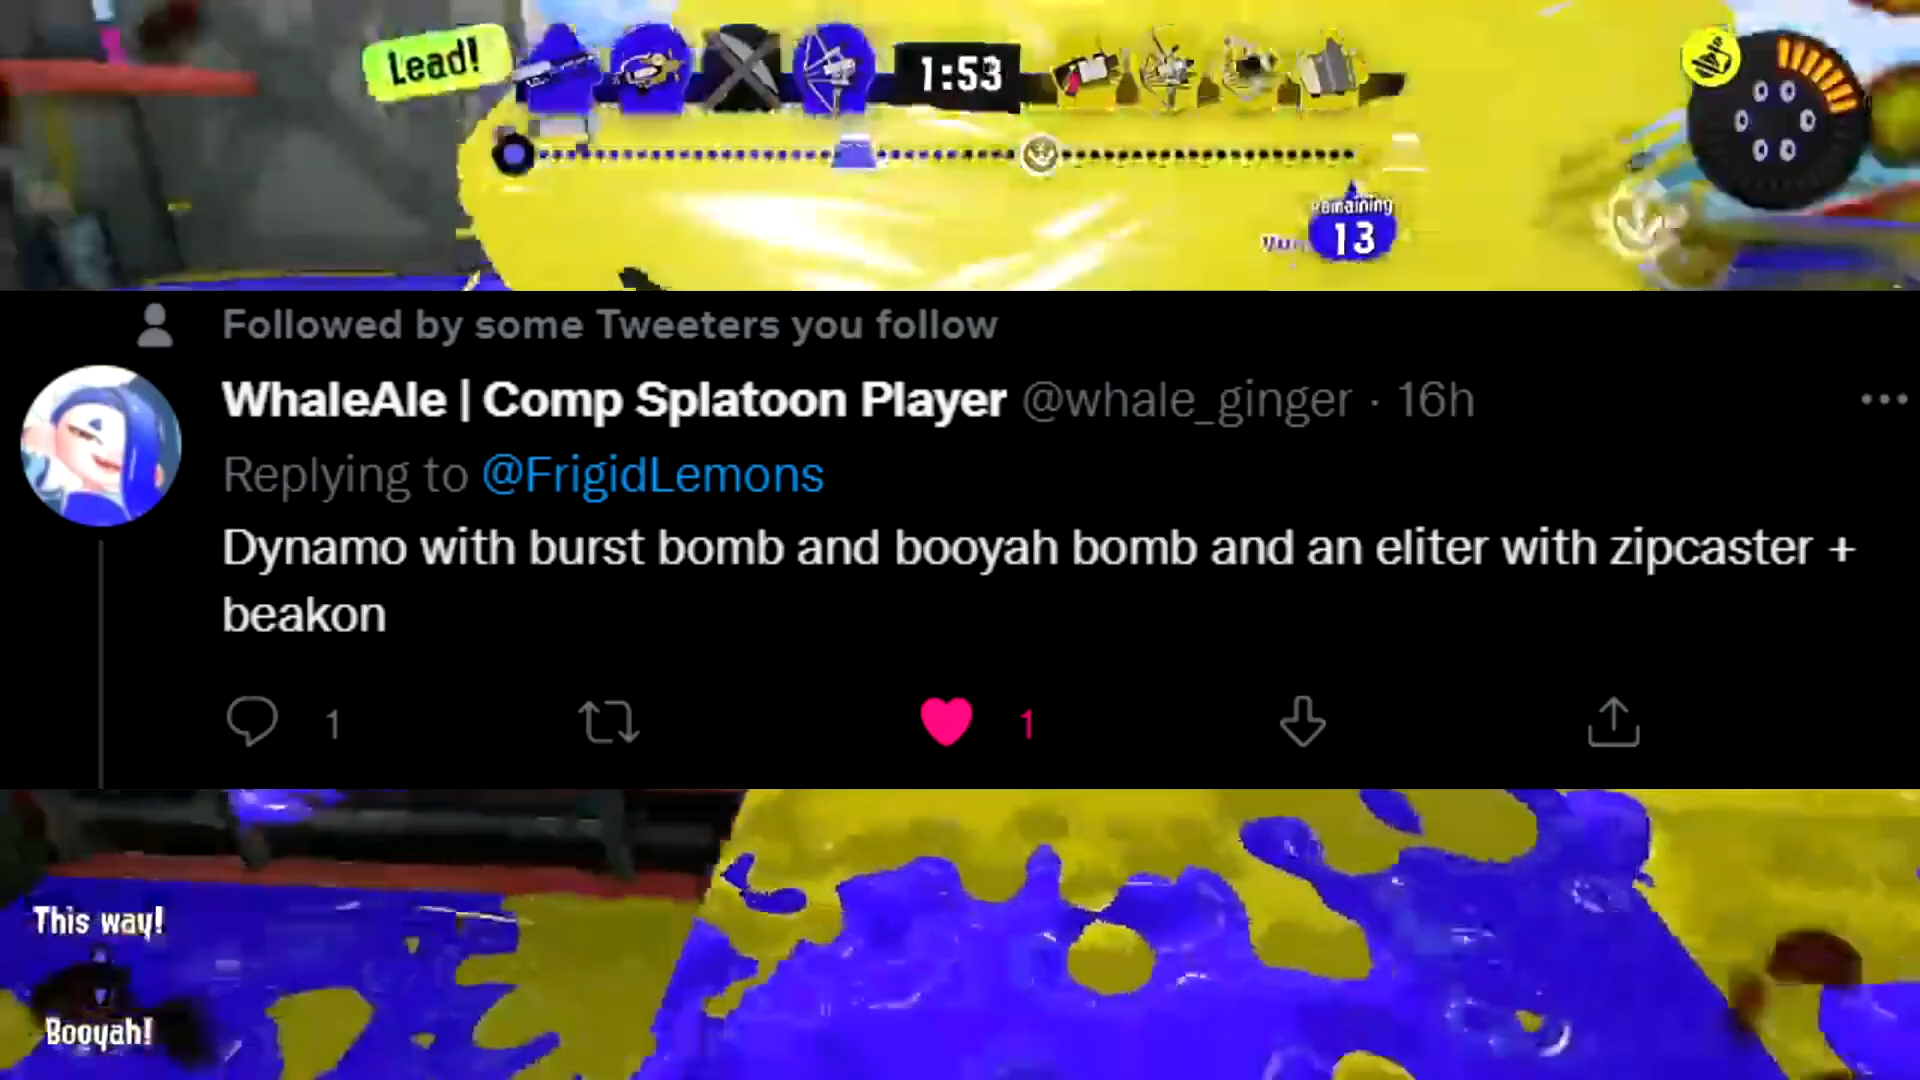 Lead!
1:53
Remaining
13
Followed by some Tweeters you follow
WhaleAle | Comp Splatoon Player @whale_ginger · 16h
Replying to @FrigidLemons
Dynamo with burst bomb and booyah bomb and an eliter with zipcaster +
beakon
1 1
This way!
Booyah!